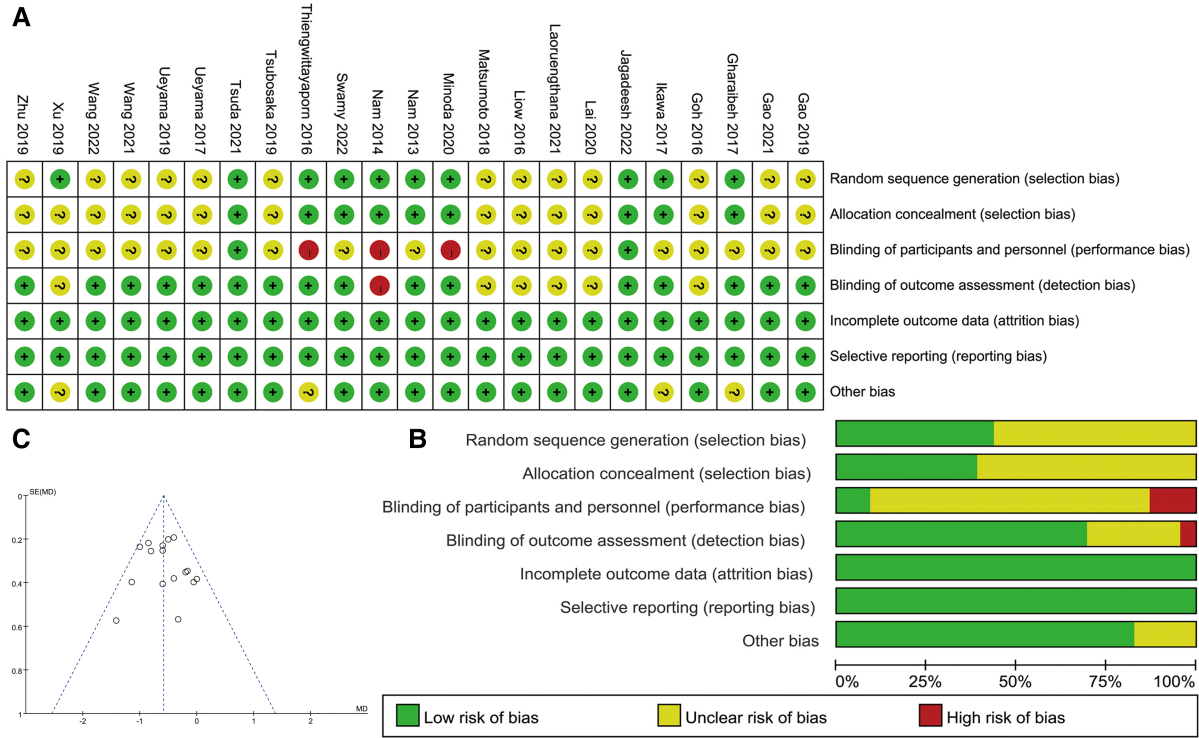 A
Zhu 2019
Xu 2019
Wang 2022
Wang 2021
Ueyama 2019
Ueyama 2017
Tsuda 2021
Tsubosaka 2019
Thiengwittayaporn 2016
Swamy 2022
Nam 2014
Nam 2013
Minoda 2020
Matsumoto 2018
Liow 2016
Laoruengthana 2021
Lai 2020
Jagadeesh 2022
Ikawa 2017
Goh 2016
Gharaibeh 2017
Gao 2021
Gao 2019
? + ? ? ? ? + ? + + + + + ? ? ? ? + + ? + ? ? Random sequence generation (selection bias)
? ? ? ? ? ? + ? + + + + + ? ? ? ? + + ? + ? ? Allocation concealment (selection bias)
? ? ? ? ? ? + ? – ? – ? – ? ? ? ? + ? ? ? ? ? Blinding of participants and personnel (performance bias)
+ ? + + + + + + + + – + + ? ? ? ? + + ? + + + Blinding of outcome assessment (detection bias)
+ + + + + + + + + + + + + + + + + + + + + + + Incomplete outcome data (attrition bias)
+ + + + + + + + + + + + + + + + + + + + + + + Selective reporting (reporting bias)
+ ? + + + + + + ? + + + + + + + + + ? + ? + + Other bias
C
SE(MD)
0
0.2
0.4
0.6
0.8
1
-2 -1 0 1 2
MD
B
Random sequence generation (selection bias)
Allocation concealment (selection bias)
Blinding of participants and personnel (performance bias)
Blinding of outcome assessment (detection bias)
Incomplete outcome data (attrition bias)
Selective reporting (reporting bias)
Other bias
0% 25% 50% 75% 100%
Low risk of bias Unclear risk of bias High risk of bias